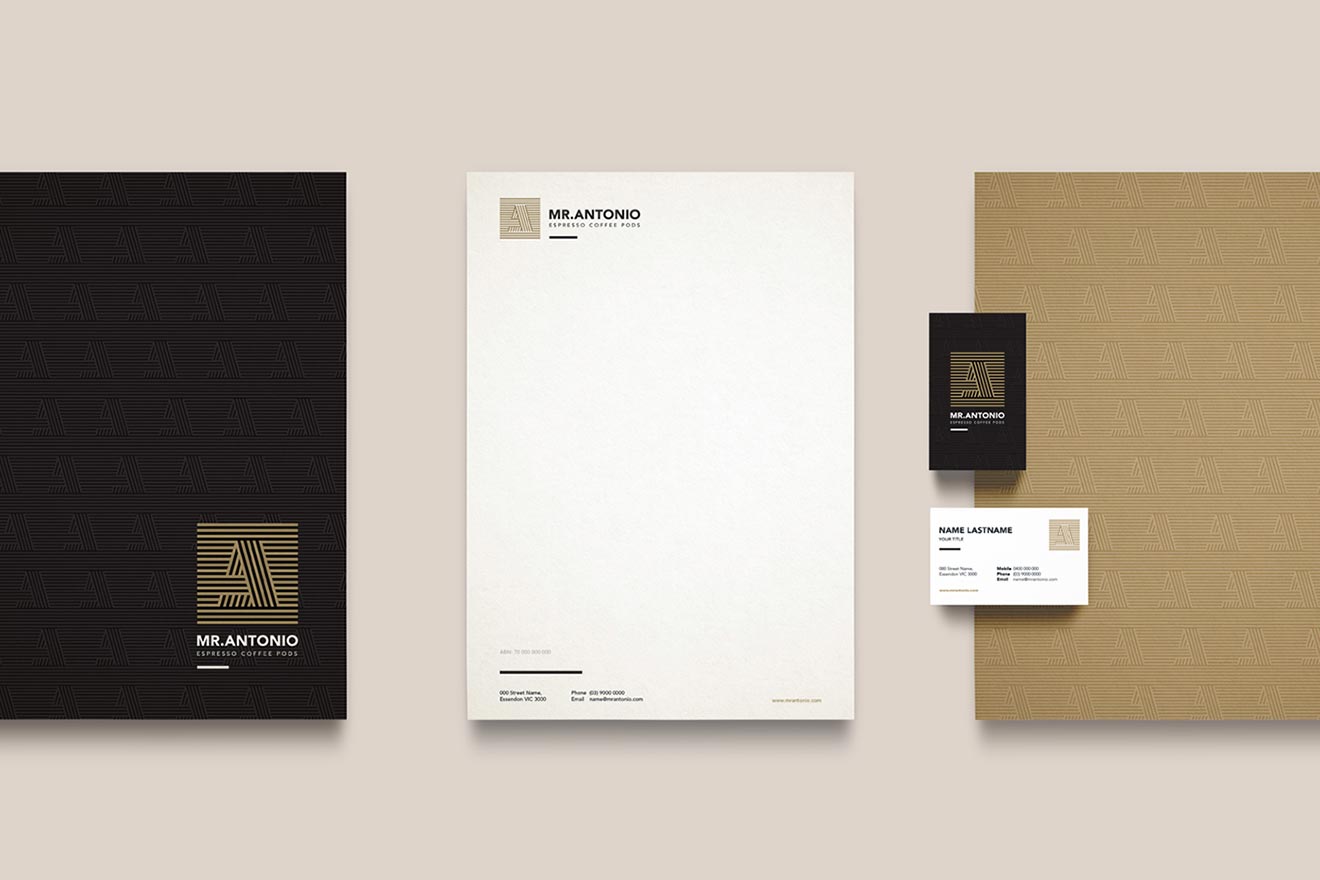 MR.ANTONIO
ESPRESSO COFFEE PODS
MR.ANTONIO
ESPRESSO COFFEE PODS
ABN: 70 000 000 000
000 Street Name,
Essendon VIC 3000
Phone (03) 9000 0000
Email name@mrantonio.com
www.mrantonio.com
MR.ANTONIO
ESPRESSO COFFEE PODS
NAME LASTNAME
YOUR TITLE
000 Street Name,
Essendon VIC 3000
Mobile 0400 000 000
Phone (03) 9000 0000
Email name@mrantonio.com
www.mrantonio.com